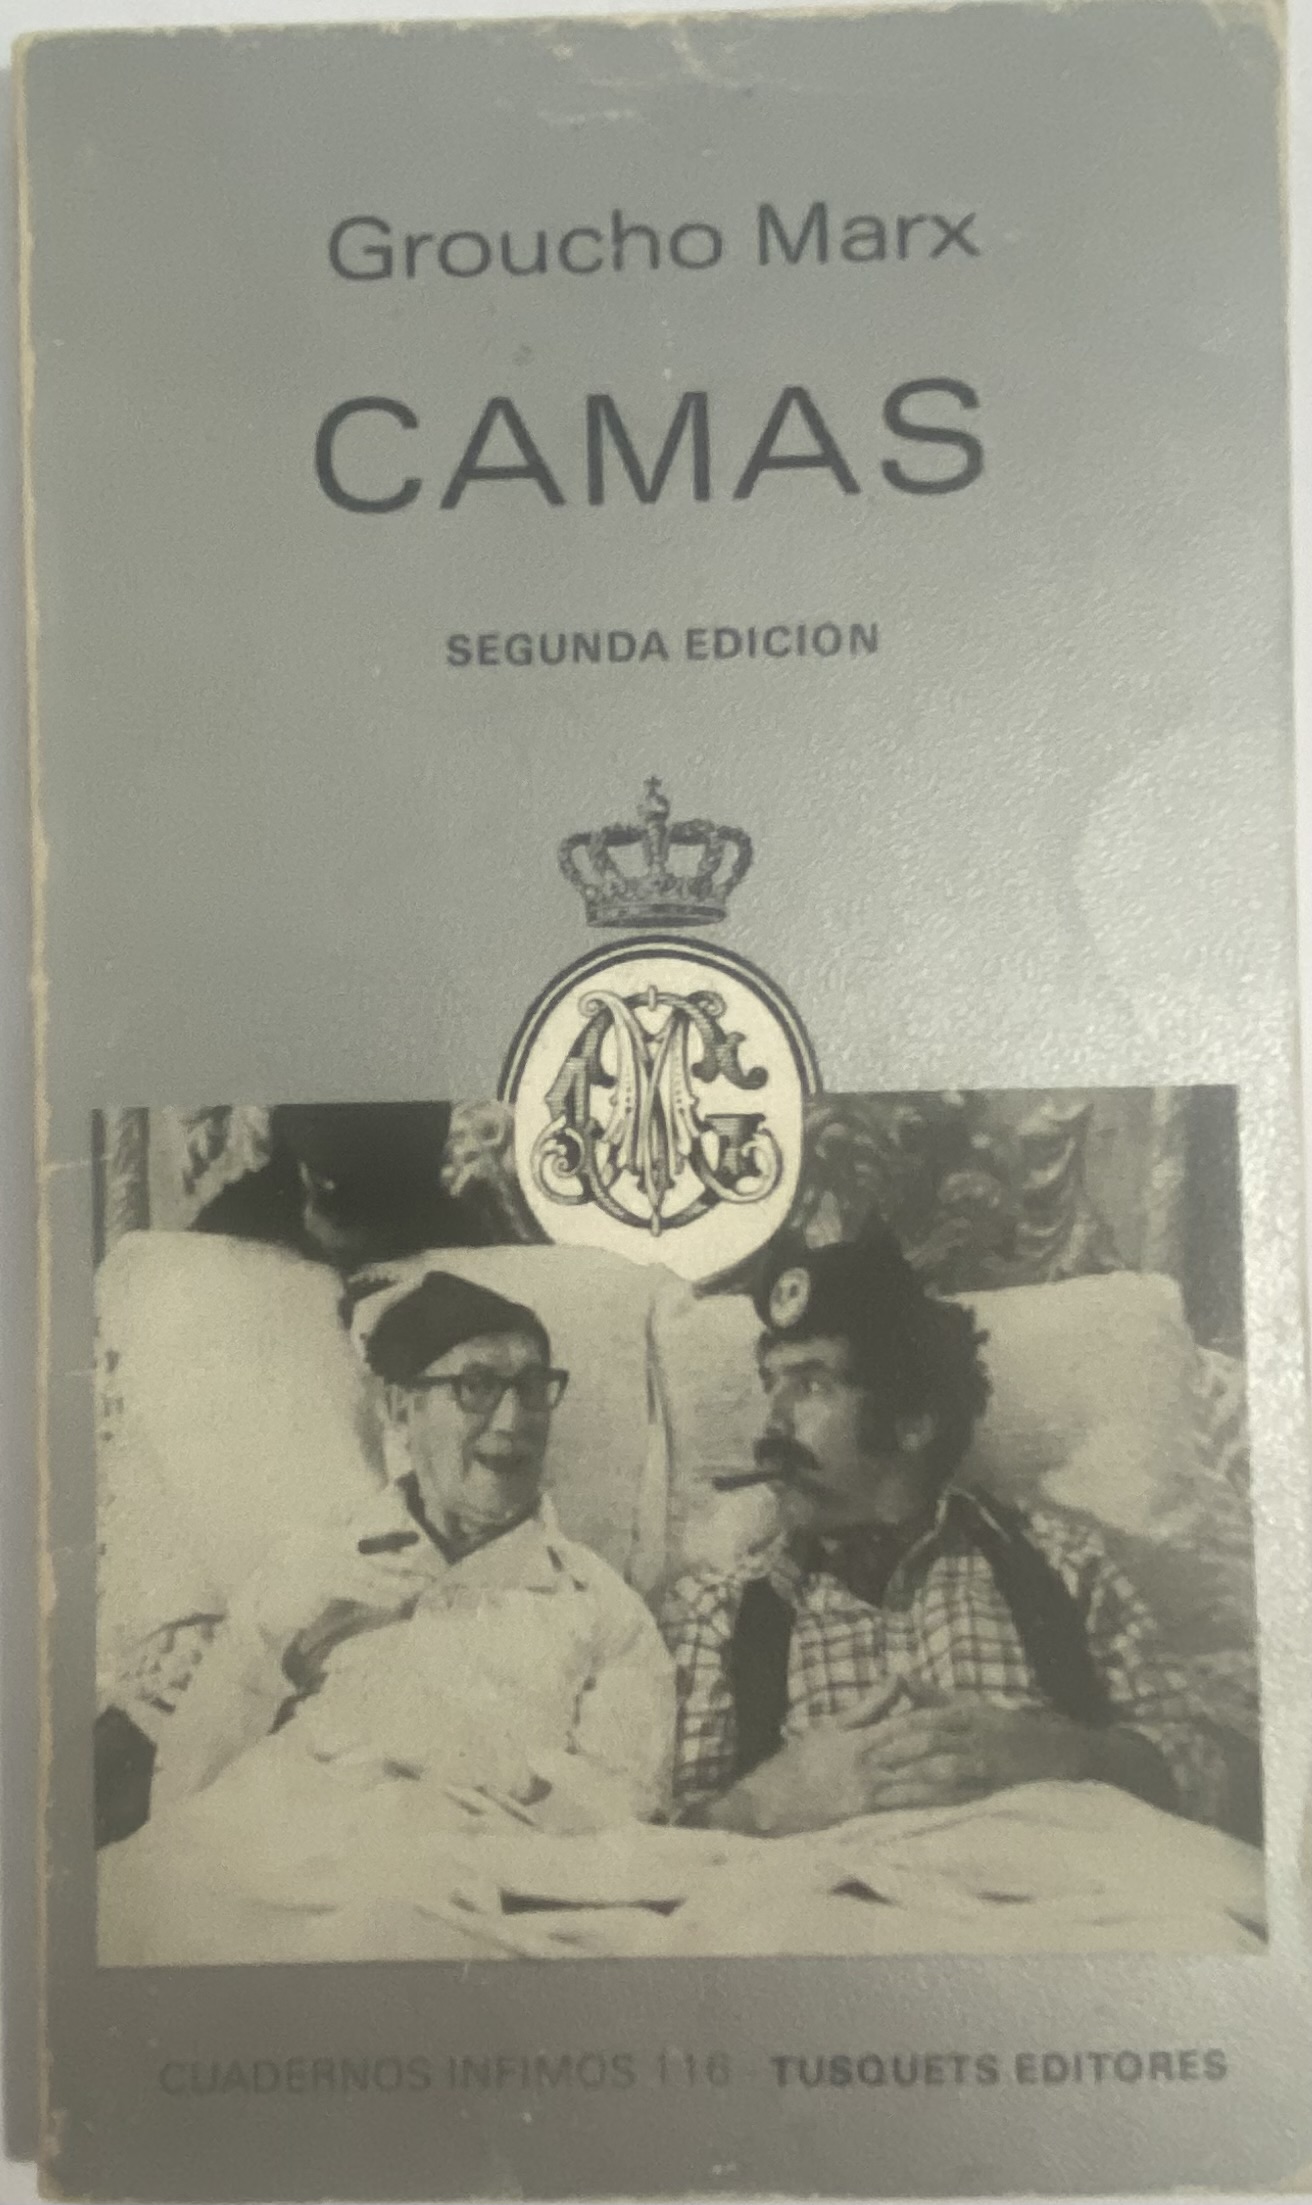 Groucho Marx
CAMAS
SEGUNDA EDICION
CUADERNOS INFIMOS 116 - TUSQUETS EDITORES